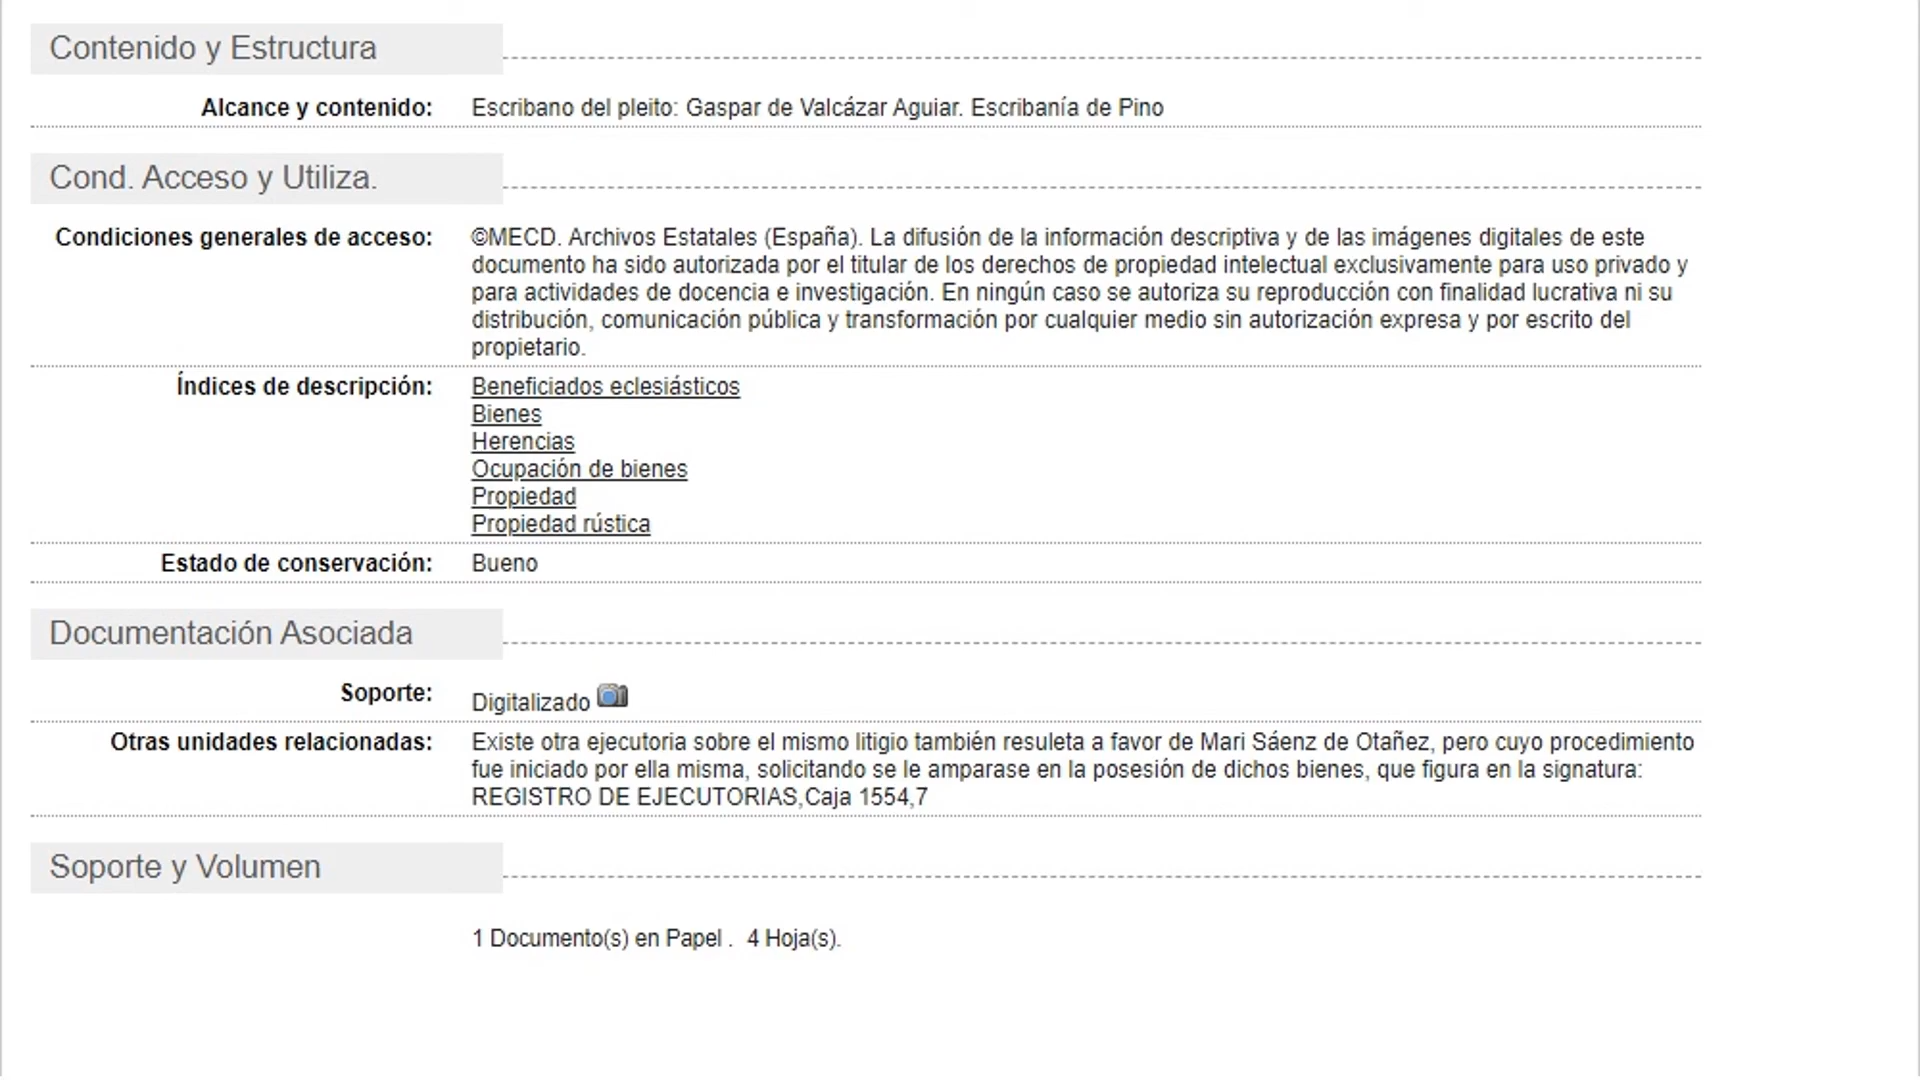 Contenido y Estructura
Alcance y contenido: Escribano del pleito: Gaspar de Valcázar Aguiar. Escribanía de Pino
Cond. Acceso y Utiliza.
Condiciones generales de acceso: ©MECD. Archivos Estatales (España). La difusión de la información descriptiva y de las imágenes digitales de este
documento ha sido autorizada por el titular de los derechos de propiedad intelectual exclusivamente para uso privado y
para actividades de docencia e investigación. En ningún caso se autoriza su reproducción con finalidad lucrativa ni su
distribución, comunicación pública y transformación por cualquier medio sin autorización expresa y por escrito del
propietario.
Índices de descripción: Beneficiados eclesiásticos
Bienes
Herencias
Ocupación de bienes
Propiedad
Propiedad rústica
Estado de conservación: Bueno
Documentación Asociada
Soporte: Digitalizado
Otras unidades relacionadas: Existe otra ejecutoria sobre el mismo litigio también resuleta a favor de Mari Sáenz de Otañez, pero cuyo procedimiento
fue iniciado por ella misma, solicitando se le amparase en la posesión de dichos bienes, que figura en la signatura:
REGISTRO DE EJECUTORIAS,Caja 1554,7
Soporte y Volumen
1 Documento(s) en Papel . 4 Hoja(s).